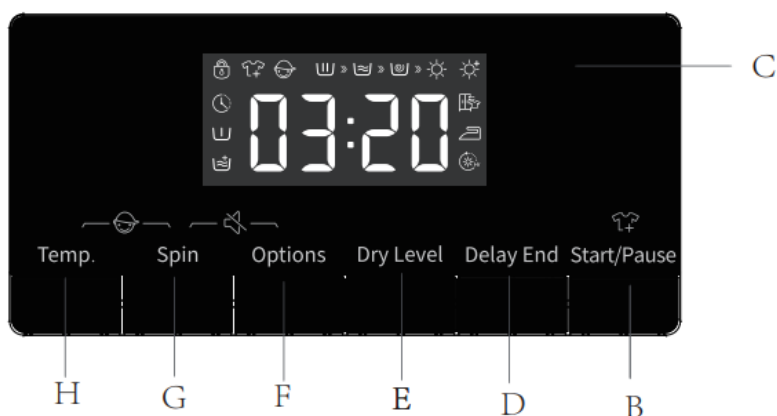 C
03:20
Temp. Spin Options Dry Level Delay End Start/Pause
H G F E D B